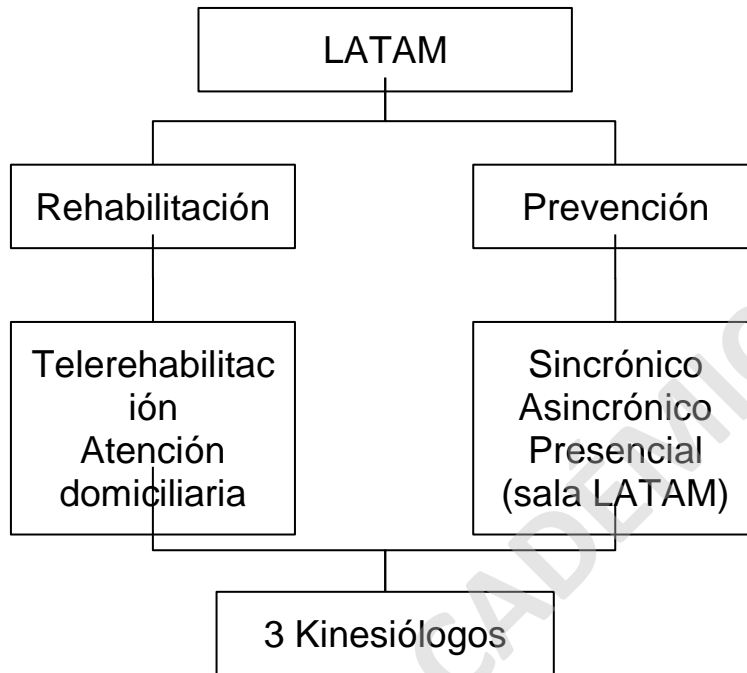 LATAM
Rehabilitación
Prevención
Telerehabilitac
ión
Atención
domiciliaria
Sincrónico
Asincrónico
Presencial
(sala LATAM)
3 Kinesiólogos